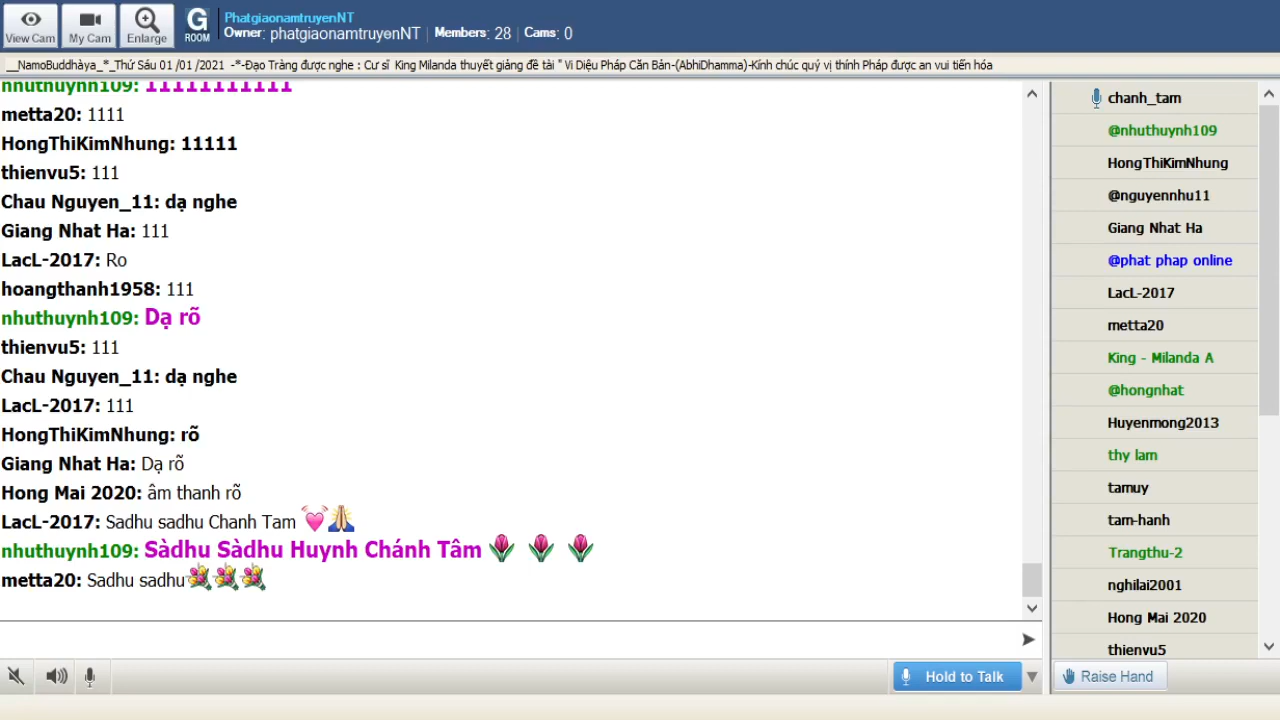 View Cam
My Cam
Enlarge
G
ROOM
PhatgiaonamtruyenNT
Owner: phatgiaonamtruyenNT | Members: 28 | Cams: 0
__NamoBuddhàya_*_Thứ Sáu 01 /01 /2021 -*-Đạo Tràng được nghe : Cư sĩ King Milanda thuyết giảng đề tài " Vi Diệu Pháp Căn Bản-(AbhiDhamma)-Kính chúc quý vị thính Pháp được an vui tiến hóa
nhuthuynh109: 11111111111
metta20: 1111
HongThiKimNhung: 11111
thienvu5: 111
Chau Nguyen_11: dạ nghe
Giang Nhat Ha: 111
LacL-2017: Ro
hoangthanh1958: 111
nhuthuynh109: Dạ rõ
thienvu5: 111
Chau Nguyen_11: dạ nghe
LacL-2017: 111
HongThiKimNhung: rõ
Giang Nhat Ha: Dạ rõ
Hong Mai 2020: âm thanh rõ
LacL-2017: Sadhu sadhu Chanh Tam 💓🙏
nhuthuynh109: Sàdhu Sàdhu Huynh Chánh Tâm 🌷 🌷 🌷
metta20: Sadhu sadhu💐💐💐
chanh_tam
@nhuthuynh109
HongThiKimNhung
@nguyennhu11
Giang Nhat Ha
@phat phap online
LacL-2017
metta20
King - Milanda A
@hongnhat
Huyenmong2013
thy lam
tamuy
tam-hanh
Trangthu-2
nghilai2001
Hong Mai 2020
thienvu5
Hold to Talk
Raise Hand